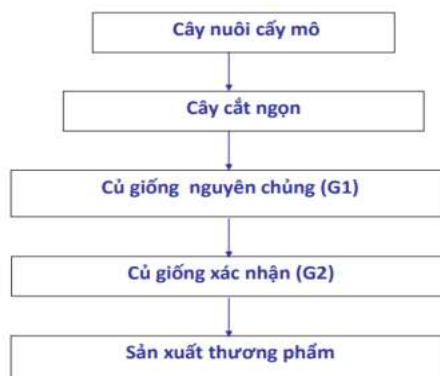 Cây nuôi cấy mô
Cây cắt ngọn
Củ giống nguyên chủng (G1)
Củ giống xác nhận (G2)
Sản xuất thương phẩm